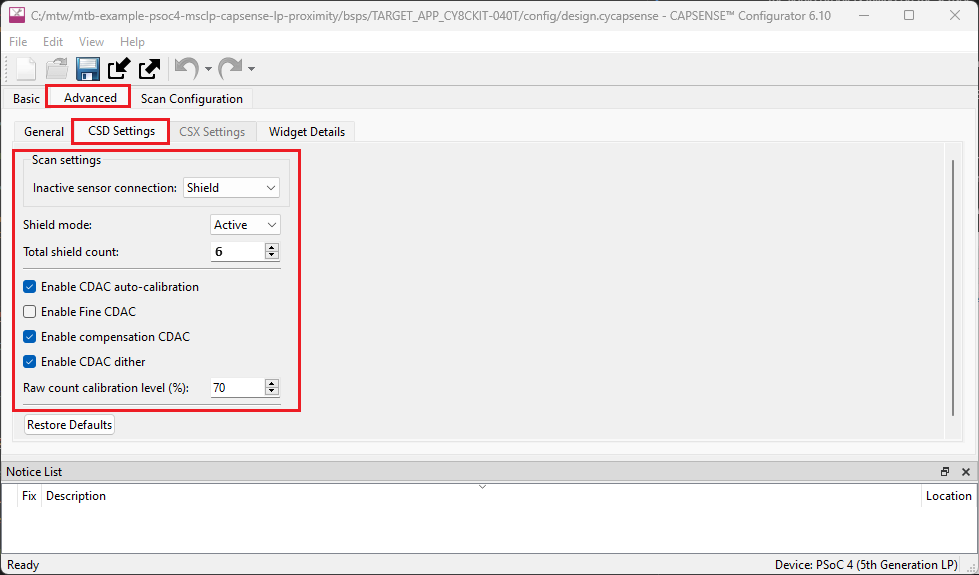 C:/mtw/mtb-example-psoc4-msclp-capsense-lp-proximity/bsps/TARGET_APP_CY8CKIT-040T/config/design.cycapsense - CAPSENSE™ Configurator 6.10
File Edit View Help
Basic Advanced Scan Configuration
General CSD Settings CSX Settings Widget Details
Scan settings
Inactive sensor connection: Shield
Shield mode: Active
Total shield count: 6
Enable CDAC auto-calibration
Enable Fine CDAC
Enable compensation CDAC
Enable CDAC dither
Raw count calibration level (%): 70
Restore Defaults
Notice List
Fix Description Location
Ready Device: PSoC 4 (5th Generation LP)